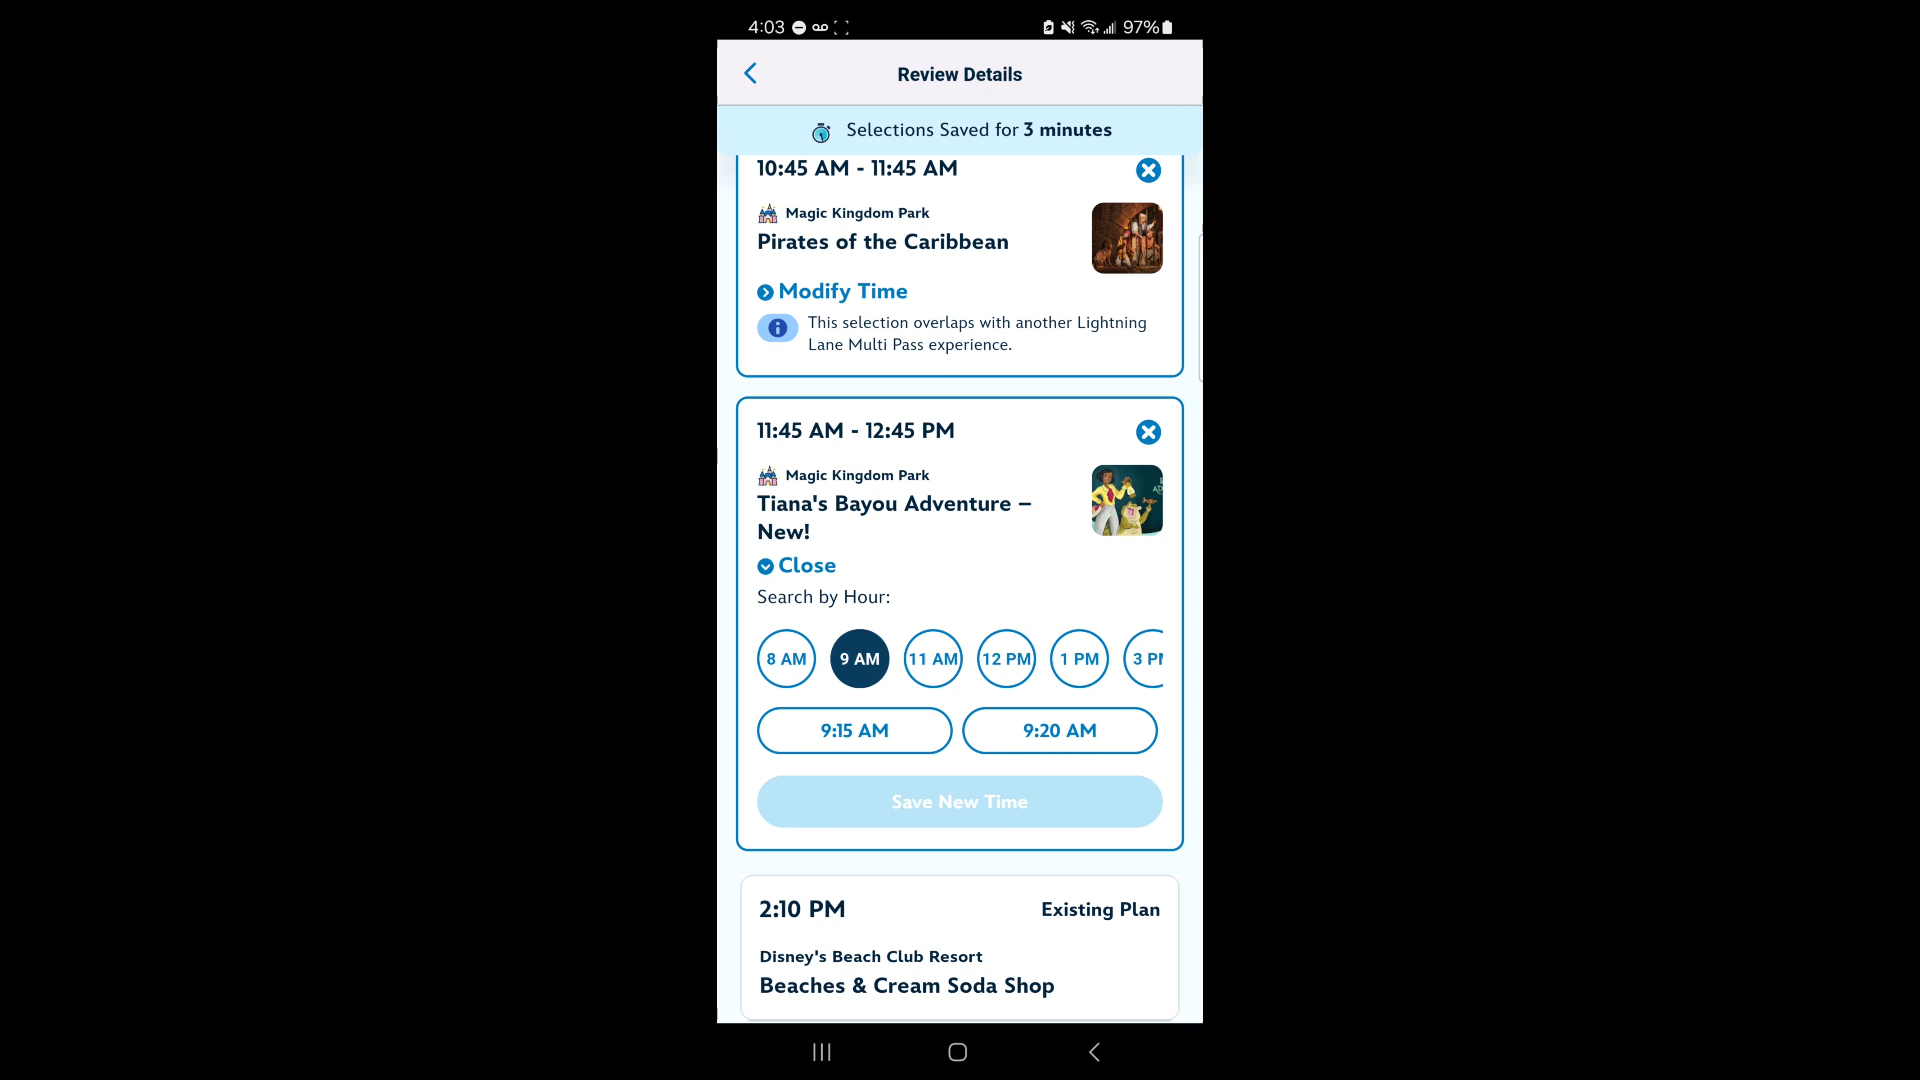 4:03
97%
Review Details
Selections Saved for 3 minutes
10:45 AM - 11:45 AM
Magic Kingdom Park
Pirates of the Caribbean
Modify Time
This selection overlaps with another Lightning
Lane Multi Pass experience.
11:45 AM - 12:45 PM
Magic Kingdom Park
Tiana's Bayou Adventure –
New!
Close
Search by Hour:
8 AM 9 AM 11 AM 12 PM 1 PM 3 PM
9:15 AM 9:20 AM
Save New Time
2:10 PM Existing Plan
Disney's Beach Club Resort
Beaches & Cream Soda Shop